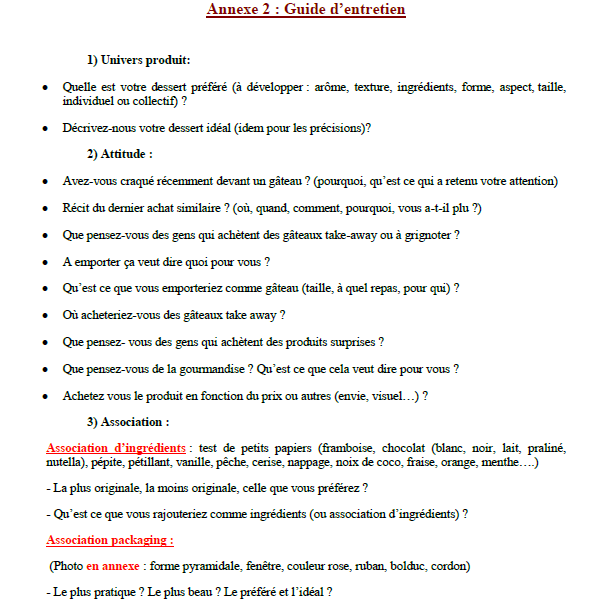 Annexe 2 : Guide d’entretien
1) Univers produit:
• Quelle est votre dessert préféré (à développer : arôme, texture, ingrédients, forme, aspect, taille,
individuel ou collectif) ?
• Décrivez-nous votre dessert idéal (idem pour les précisions)?
2) Attitude :
• Avez-vous craqué récemment devant un gâteau ? (pourquoi, qu’est ce qui a retenu votre attention)
• Récit du dernier achat similaire ? (où, quand, comment, pourquoi, vous a-t-il plu ?)
• Que pensez-vous des gens qui achètent des gâteaux take-away ou à grignoter ?
• A emporter ça veut dire quoi pour vous ?
• Qu’est ce que vous emporteriez comme gâteau (taille, à quel repas, pour qui) ?
• Où acheteriez-vous des gâteaux take away ?
• Que pensez- vous des gens qui achètent des produits surprises ?
• Que pensez-vous de la gourmandise ? Qu’est ce que cela veut dire pour vous ?
• Achetez vous le produit en fonction du prix ou autres (envie, visuel…) ?
3) Association :
Association d’ingrédients : test de petits papiers (framboise, chocolat (blanc, noir, lait, praliné,
nutella), pépite, pétillant, vanille, pêche, cerise, nappage, noix de coco, fraise, orange, menthe….)
- La plus originale, la moins originale, celle que vous préférez ?
- Qu’est ce que vous rajouteriez comme ingrédients (ou association d’ingrédients) ?
Association packaging :
(Photo en annexe : forme pyramidale, fenêtre, couleur rose, ruban, bolduc, cordon)
- Le plus pratique ? Le plus beau ? Le préféré et l’idéal ?